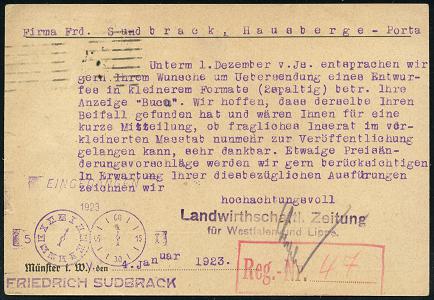 Firma Frd. Sudbrack, Hausberge - Porta
Unterm 1.Dezember v.Js. entsprachen wir
gern Ihrem Wunsche um Uebersendung eines Entwur-
fes in kleinerem Formate (2spaltig) betr. Ihre
Anzeige "Buca". Wir hoffen, dass derselbe Ihren
Beifall gefunden hat und wären Ihnen für eine
kurze Mitteilung, ob fragliches Inserat im ver-
kleinerten Masstab nunmehr zur Veröffentlichung
gelangen kann, sehr dankbar. Etwaige Preisän-
derungsvorschläge werden wir gern berücksichtigen
In Erwartung Ihrer diesbezüglichen Ausführungen
zeichnen wir
hochachtungsvoll
EING
1923
Landwirthschaftl. Zeitung
für Westfalen und Lippe.
Münster i. W., den 4. Januar 1923.
Reg.-Nr. 47
FRIEDRICH SUDBRACK